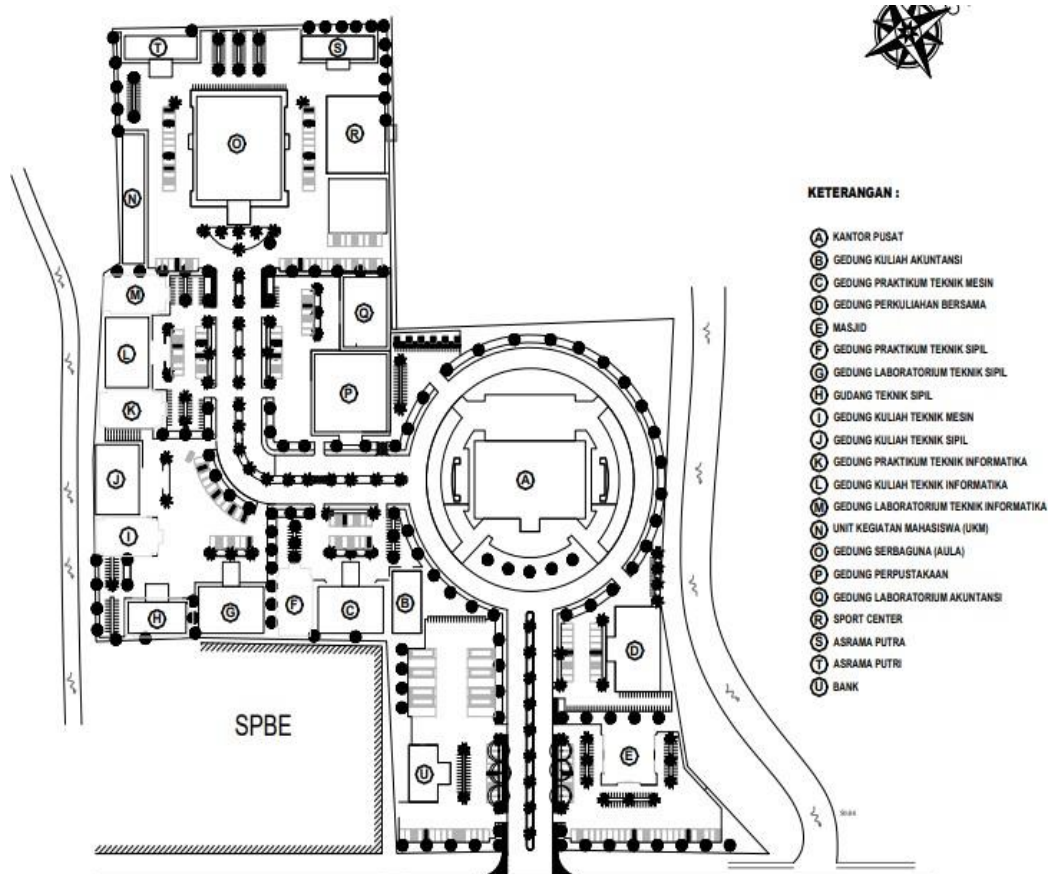 T
S
O
R
N
M
Q
L
P
K
A
J
I
H
G
F
C
B
D
SPBE
U
E
KETERANGAN :
A KANTOR PUSAT
B GEDUNG KULIAH AKUNTANSI
C GEDUNG PRAKTIKUM TEKNIK MESIN
D GEDUNG PERKULIAHAN BERSAMA
E MASJID
F GEDUNG PRAKTIKUM TEKNIK SIPIL
G GEDUNG LABORATORIUM TEKNIK SIPIL
H GUDANG TEKNIK SIPIL
I GEDUNG KULIAH TEKNIK MESIN
J GEDUNG KULIAH TEKNIK SIPIL
K GEDUNG PRAKTIKUM TEKNIK INFORMATIKA
L GEDUNG KULIAH TEKNIK INFORMATIKA
M GEDUNG LABORATORIUM TEKNIK INFORMATIKA
N UNIT KEGIATAN MAHASISWA (UKM)
O GEDUNG SERBAGUNA (AULA)
P GEDUNG PERPUSTAKAAN
Q GEDUNG LABORATORIUM AKUNTANSI
R SPORT CENTER
S ASRAMA PUTRA
T ASRAMA PUTRI
U BANK